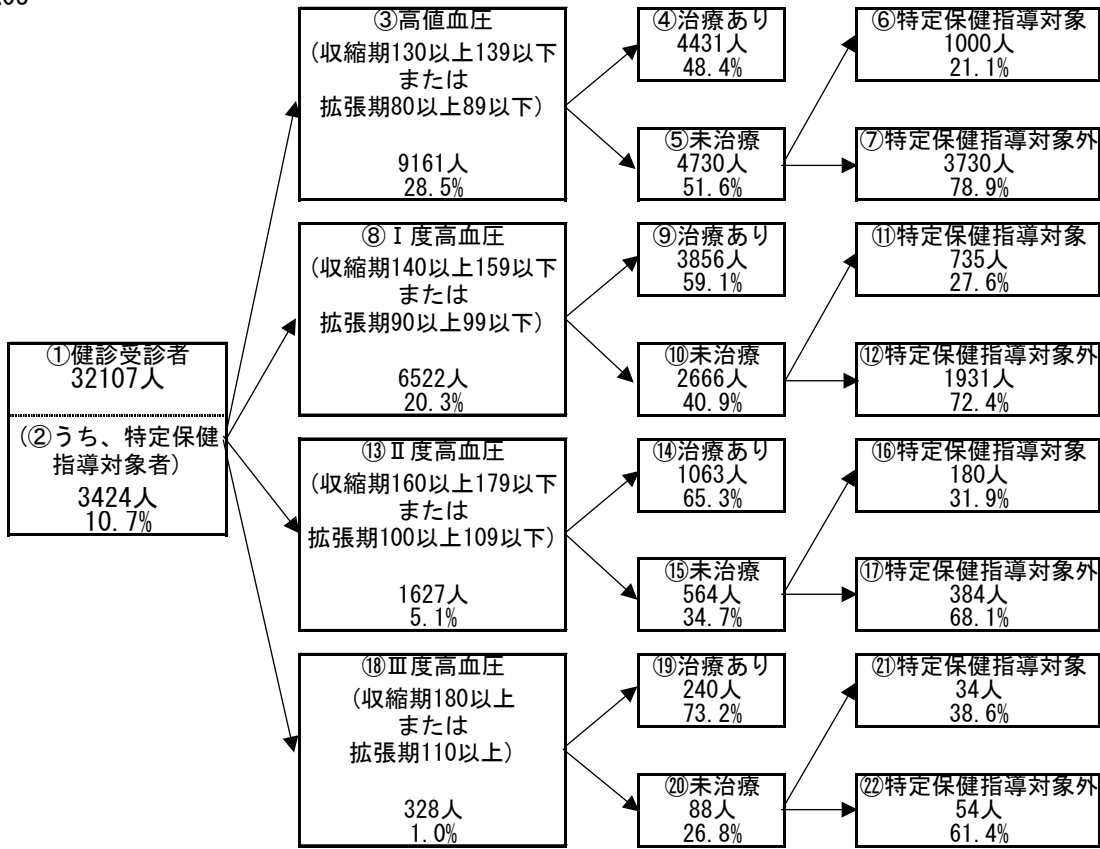 ①健診受診者
32107人
(②うち、特定保健
指導対象者)
3424人
10.7%
③高値血圧
(収縮期130以上139以下
または
拡張期80以上89以下)
9161人
28.5%
④治療あり
4431人
48.4%
⑤未治療
4730人
51.6%
⑥特定保健指導対象
1000人
21.1%
⑦特定保健指導対象外
3730人
78.9%
⑧Ⅰ度高血圧
(収縮期140以上159以下
または
拡張期90以上99以下)
6522人
20.3%
⑨治療あり
3856人
59.1%
⑩未治療
2666人
40.9%
⑪特定保健指導対象
735人
27.6%
⑫特定保健指導対象外
1931人
72.4%
⑬Ⅱ度高血圧
(収縮期160以上179以下
または
拡張期100以上109以下)
1627人
5.1%
⑭治療あり
1063人
65.3%
⑮未治療
564人
34.7%
⑯特定保健指導対象
180人
31.9%
⑰特定保健指導対象外
384人
68.1%
⑱Ⅲ度高血圧
(収縮期180以上
または
拡張期110以上)
328人
1.0%
⑲治療あり
240人
73.2%
⑳未治療
88人
26.8%
㉑特定保健指導対象
34人
38.6%
㉒特定保健指導対象外
54人
61.4%